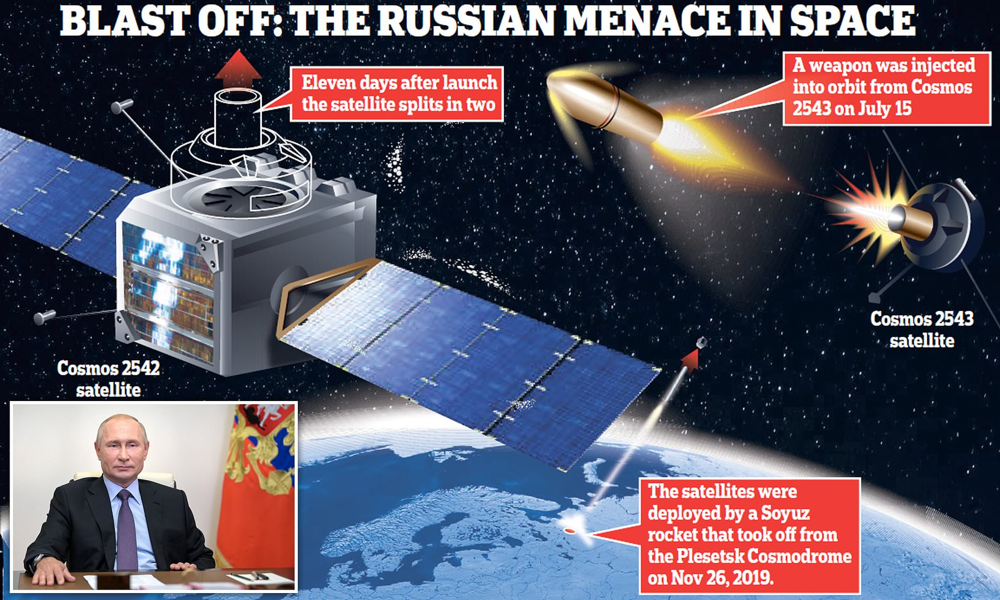 BLAST OFF: THE RUSSIAN MENACE IN SPACE
Eleven days after launch
the satellite splits in two
A weapon was injected
into orbit from Cosmos
2543 on July 15
Cosmos 2543
satellite
Cosmos 2542
satellite
The satellites were
deployed by a Soyuz
rocket that took off from
the Plesetsk Cosmodrome
on Nov 26, 2019.